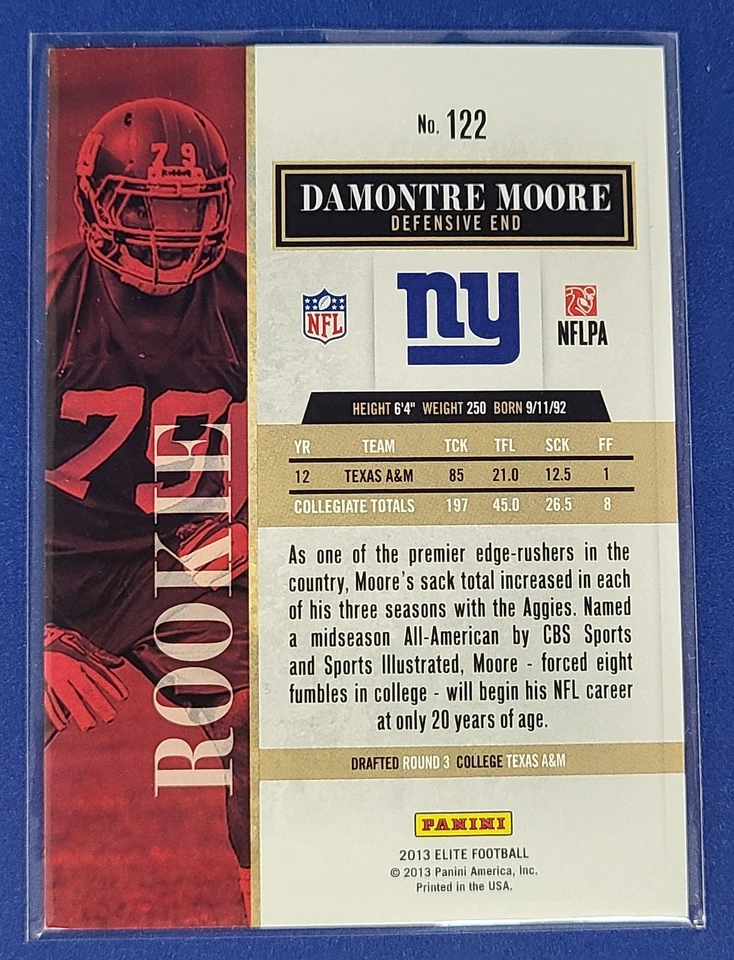 No. 122
DAMONTRE MOORE
DEFENSIVE END
NFL
ny
NFLPA
HEIGHT 6'4" WEIGHT 250 BORN 9/11/92
YR TEAM TCK TFL SCK FF
12 TEXAS A&M 85 21.0 12.5 1
COLLEGIATE TOTALS 197 45.0 26.5 8
As one of the premier edge-rushers in the
country, Moore's sack total increased in each
of his three seasons with the Aggies. Named
a midseason All-American by CBS Sports
and Sports Illustrated, Moore - forced eight
fumbles in college - will begin his NFL career
at only 20 years of age.
DRAFTED ROUND 3 COLLEGE TEXAS A&M
PANINI
2013 ELITE FOOTBALL
© 2013 Panini America, Inc.
Printed in the USA.
ROOKIE
79
Riddell
79